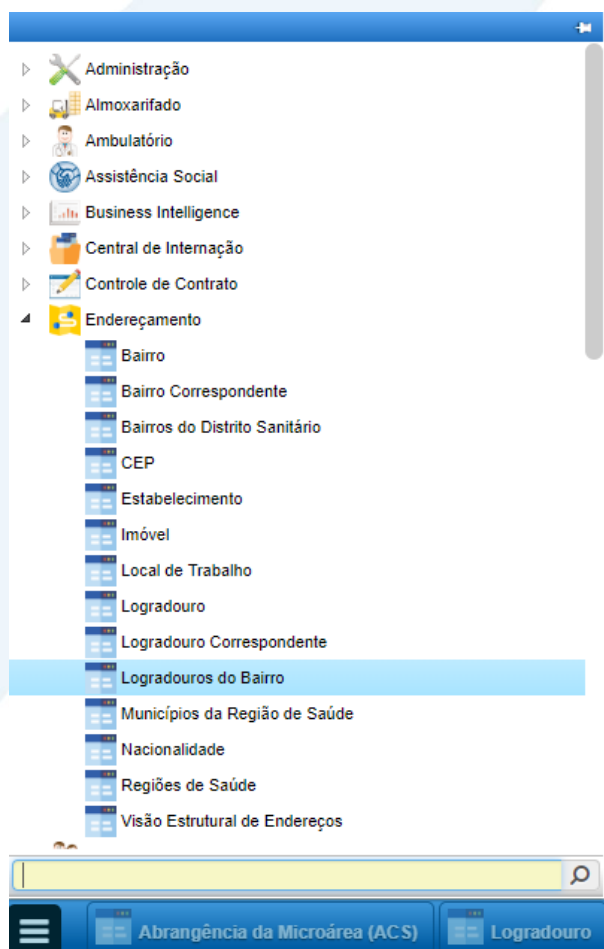 Administração
Almoxarifado
Ambulatório
Assistência Social
Business Intelligence
Central de Internação
Controle de Contrato
Endereçamento
Bairro
Bairro Correspondente
Bairros do Distrito Sanitário
CEP
Estabelecimento
Imóvel
Local de Trabalho
Logradouro
Logradouro Correspondente
Logradouros do Bairro
Municípios da Região de Saúde
Nacionalidade
Regiões de Saúde
Visão Estrutural de Endereços
Abrangência da Microárea (ACS) Logradouro